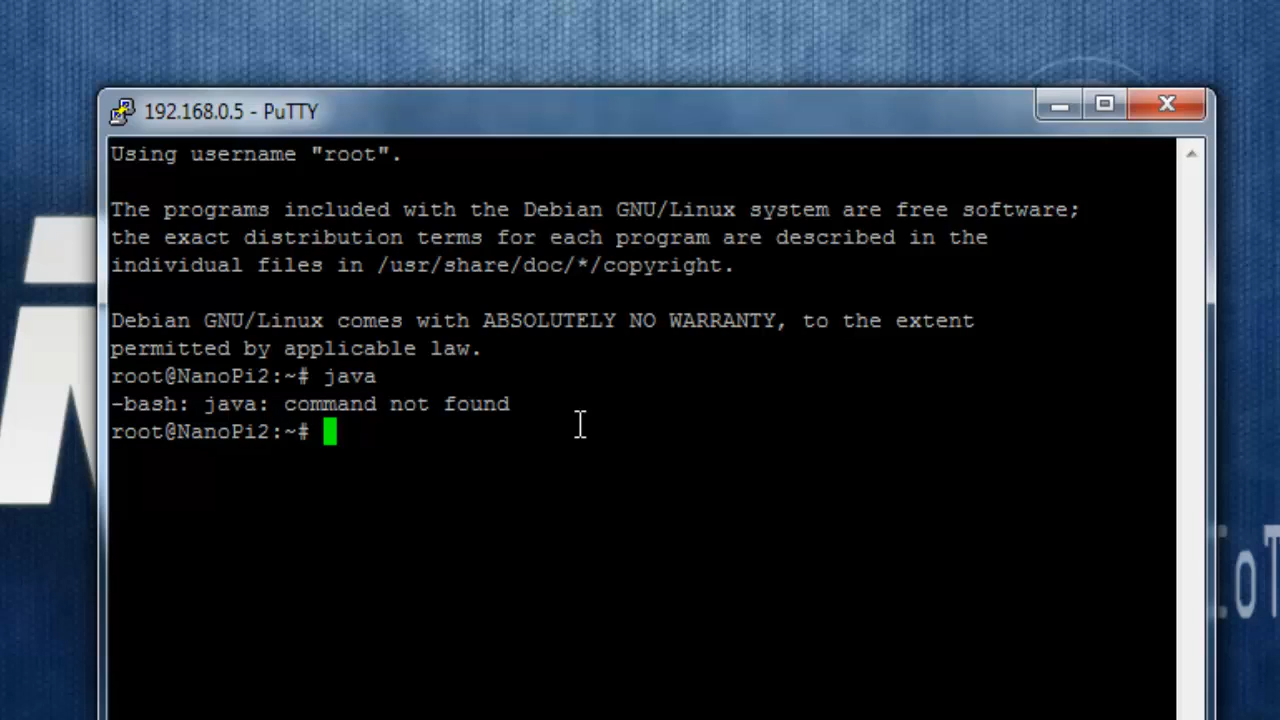 192.168.0.5 - PuTTY
Using username "root".
The programs included with the Debian GNU/Linux system are free software;
the exact distribution terms for each program are described in the
individual files in /usr/share/doc/*/copyright.
Debian GNU/Linux comes with ABSOLUTELY NO WARRANTY, to the extent
permitted by applicable law.
root@NanoPi2:~# java
-bash: java: command not found
root@NanoPi2:~#
IoT